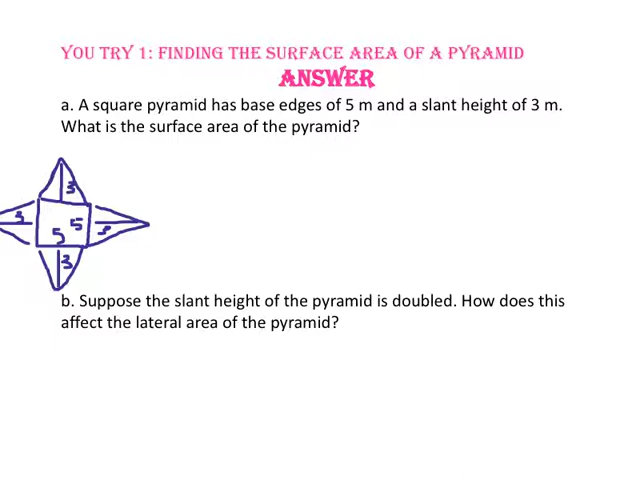 YOU TRY 1: FINDING THE SURFACE AREA OF A PYRAMID
ANSWER
a. A square pyramid has base edges of 5 m and a slant height of 3 m.
What is the surface area of the pyramid?
3
3
5
3
5
3
b. Suppose the slant height of the pyramid is doubled. How does this
affect the lateral area of the pyramid?